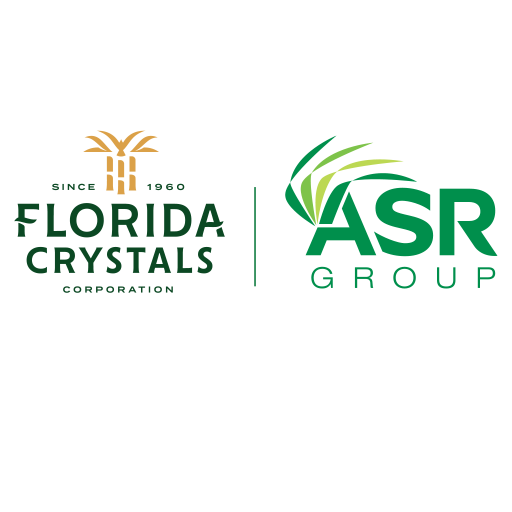 SINCE 1960
FLORIDA
CRYSTALS
CORPORATION
ASR
GROUP